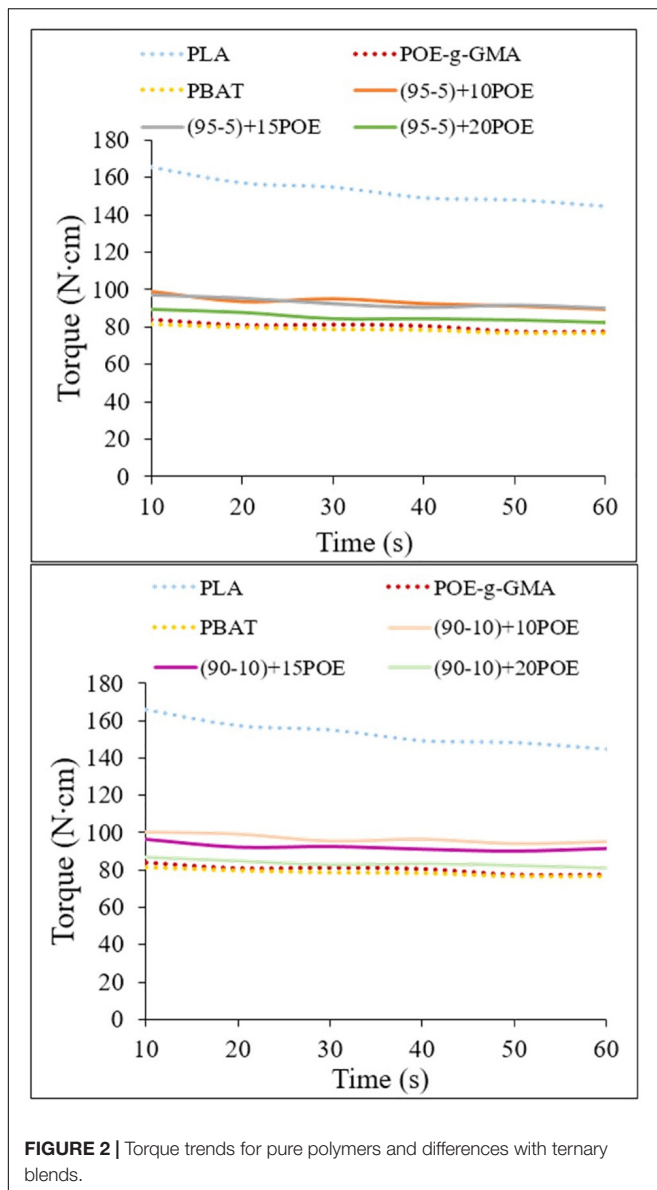 PLA POE-g-GMA
PBAT (95-5)+10POE
(95-5)+15POE (95-5)+20POE
180
160
140
120
100
80
60
40
20
0
Torque (N·cm)
10 20 30 40 50 60
Time (s)
PLA POE-g-GMA
PBAT (90-10)+10POE
(90-10)+15POE (90-10)+20POE
180
160
140
120
100
80
60
40
20
0
Torque (N·cm)
10 20 30 40 50 60
Time (s)
FIGURE 2 | Torque trends for pure polymers and differences with ternary
blends.